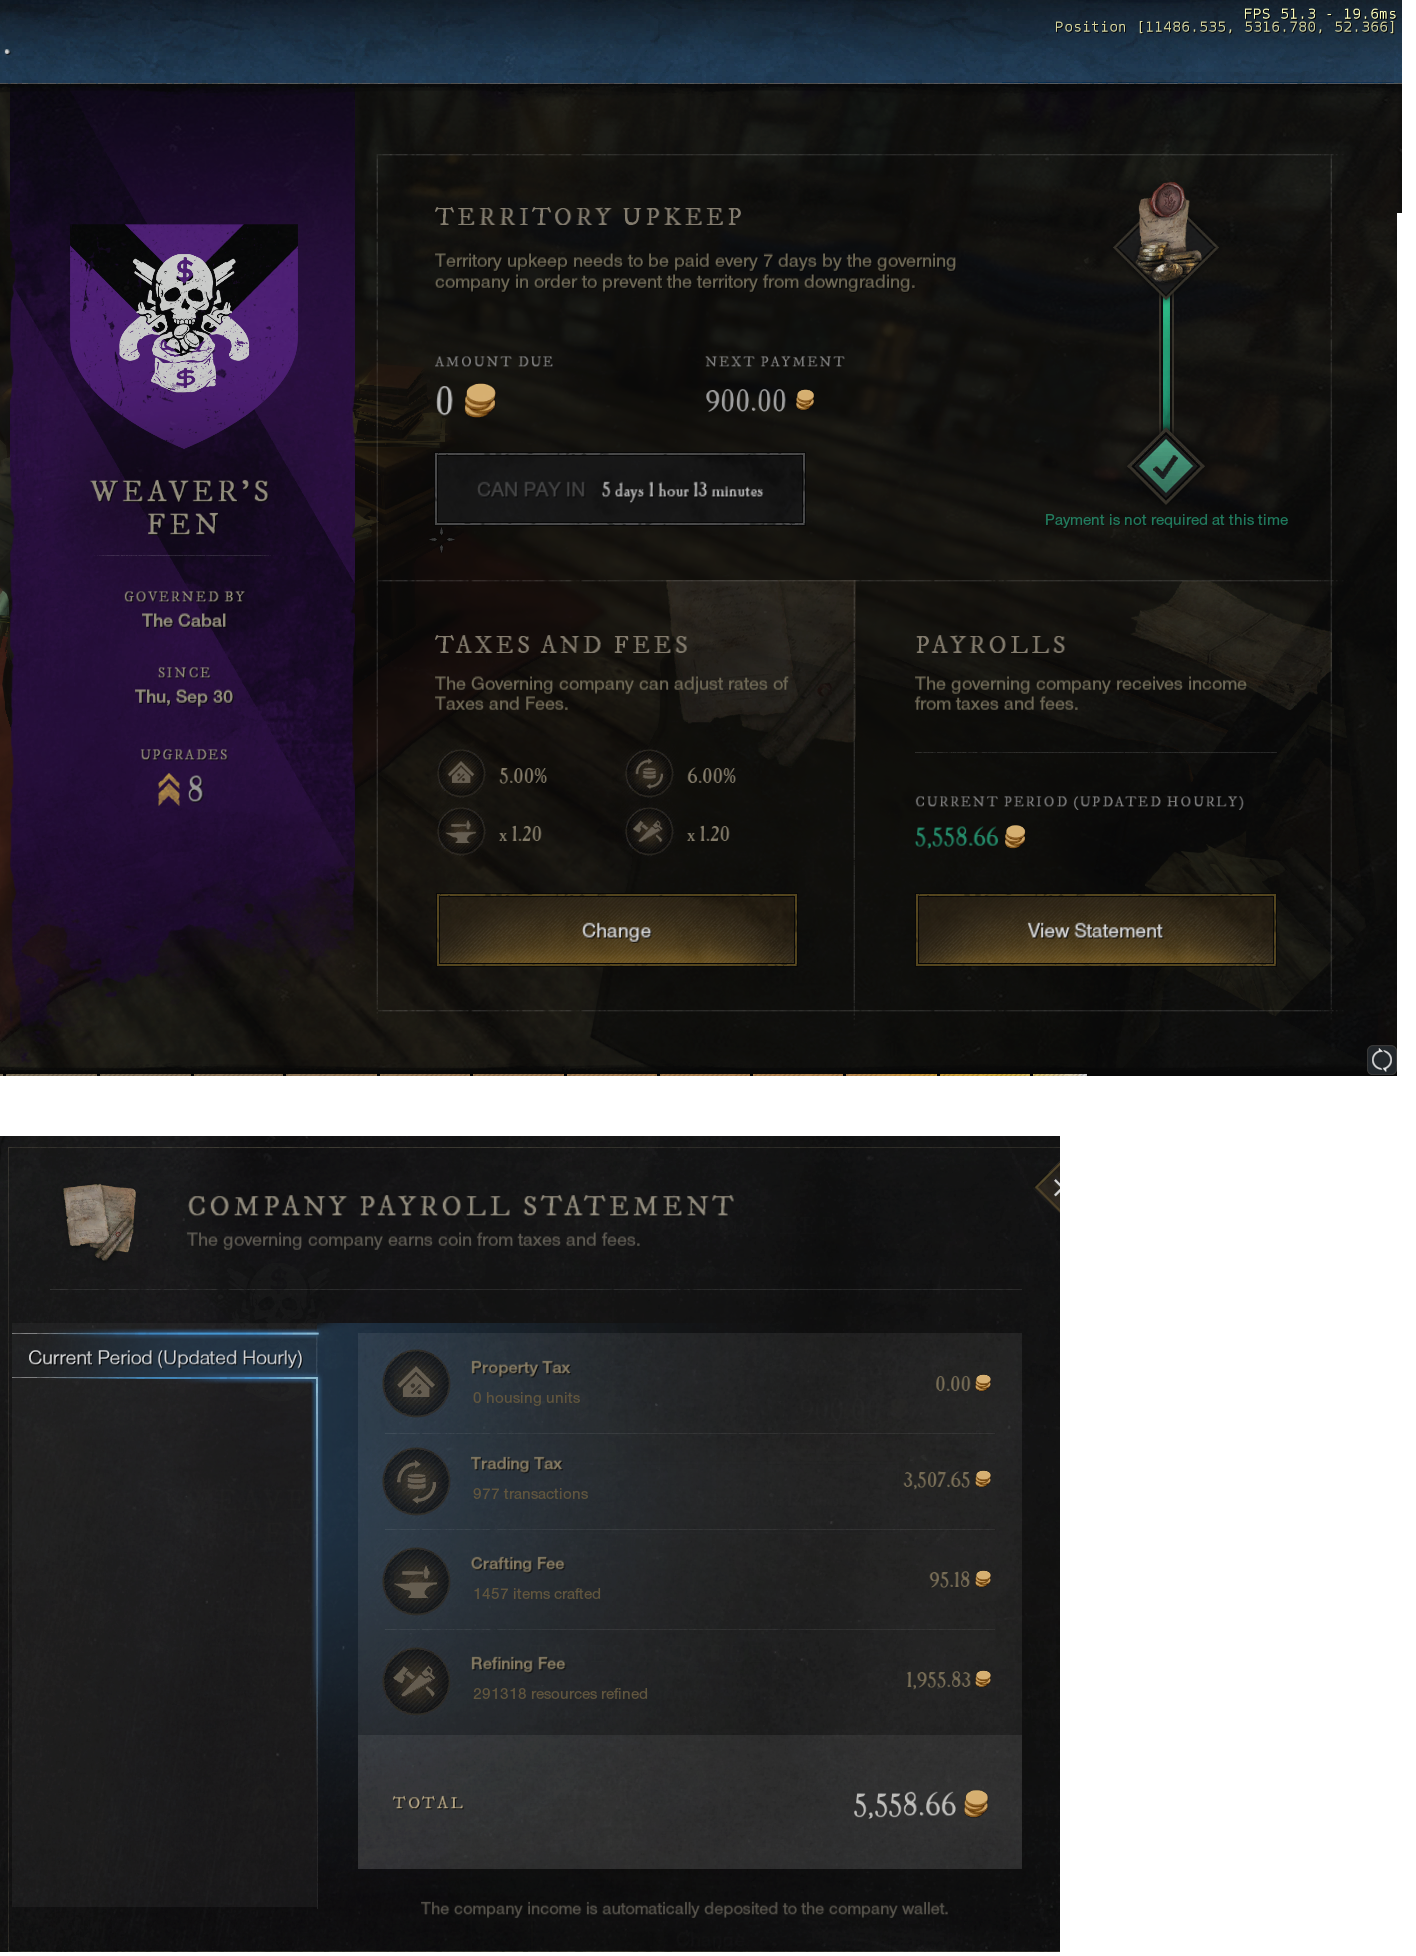 FPS 51.3 - 19.6ms
Position [11486.535, 5316.780, 52.366]
WEAVER'S
FEN
GOVERNED BY
The Cabal
SINCE
Thu, Sep 30
UPGRADES
8
TERRITORY UPKEEP
Territory upkeep needs to be paid every 7 days by the governing
company in order to prevent the territory from downgrading.
AMOUNT DUE
0
NEXT PAYMENT
900.00
CAN PAY IN 5 days 1 hour 13 minutes
Payment is not required at this time
TAXES AND FEES
The Governing company can adjust rates of
Taxes and Fees.
5.00% 6.00%
x 1.20 x 1.20
Change
PAYROLLS
The governing company receives income
from taxes and fees.
CURRENT PERIOD (UPDATED HOURLY)
5,558.66
View Statement
COMPANY PAYROLL STATEMENT
The governing company earns coin from taxes and fees.
Current Period (Updated Hourly)
Property Tax
0 housing units
0.00
Trading Tax
977 transactions
3,507.65
Crafting Fee
1457 items crafted
95.18
Refining Fee
291318 resources refined
1,955.83
TOTAL
5,558.66
The company income is automatically deposited to the company wallet.